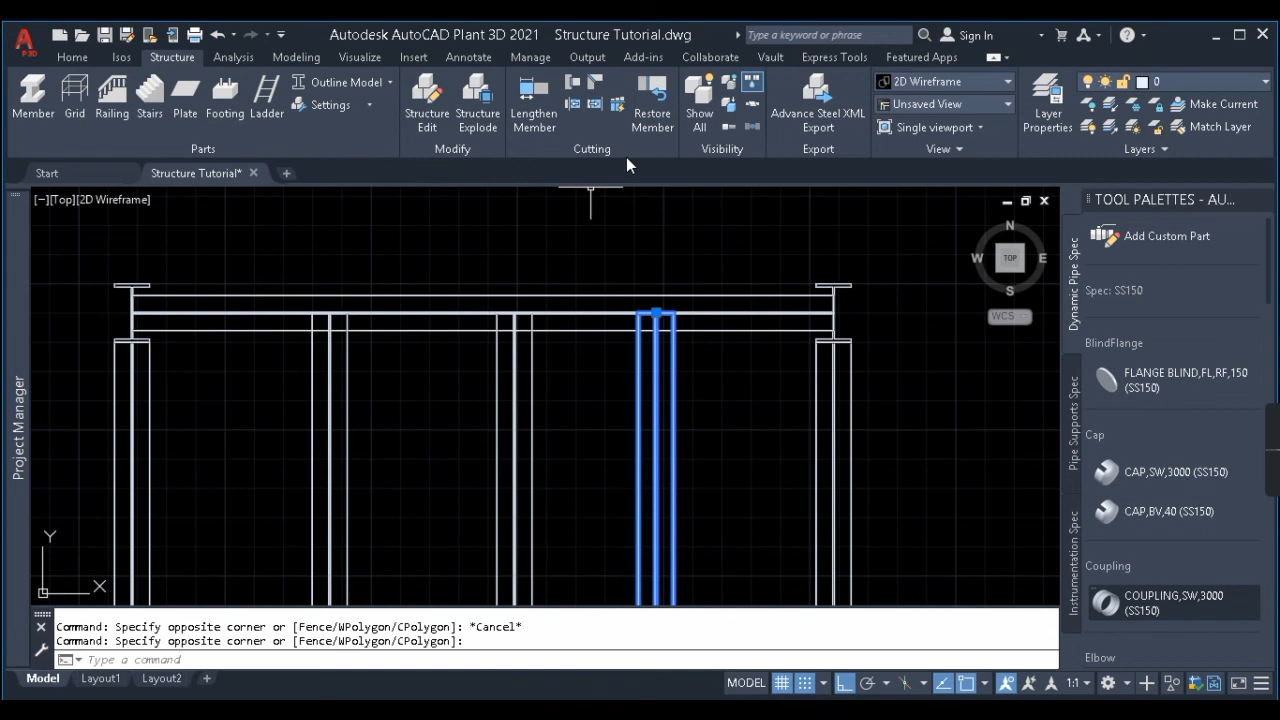 Autodesk AutoCAD Plant 3D 2021 Structure Tutorial.dwg
Type a keyword or phrase
Sign In
P3D
Home Isos Structure Analysis Modeling Visualize Insert Annotate Manage Output Add-ins Collaborate Vault Express Tools Featured Apps
Member
Grid
Railing
Stairs
Plate
Footing
Ladder
Outline Model
Settings
Parts
Structure
Edit
Structure
Explode
Modify
Lengthen
Member
Restore
Member
Cutting
Show
All
Visibility
Advance Steel XML
Export
Export
2D Wireframe
Unsaved View
Single viewport
View
Layer
Properties
0
Make Current
Match Layer
Layers
Start
Structure Tutorial*
[−][Top][2D Wireframe]
N
W
TOP
E
S
WCS
Project Manager
Y
X
TOOL PALETTES - AU...
Dynamic Pipe Spec
Pipe Supports Spec
Instrumentation Spec
Add Custom Part
Spec: SS150
BlindFlange
FLANGE BLIND,FL,RF,150
(SS150)
Cap
CAP,SW,3000 (SS150)
CAP,BV,40 (SS150)
Coupling
COUPLING,SW,3000
(SS150)
Elbow
Command: Specify opposite corner or [Fence/WPolygon/CPolygon]: *Cancel*
Command: Specify opposite corner or [Fence/WPolygon/CPolygon]:
Type a command
Model Layout1 Layout2
MODEL
1:1